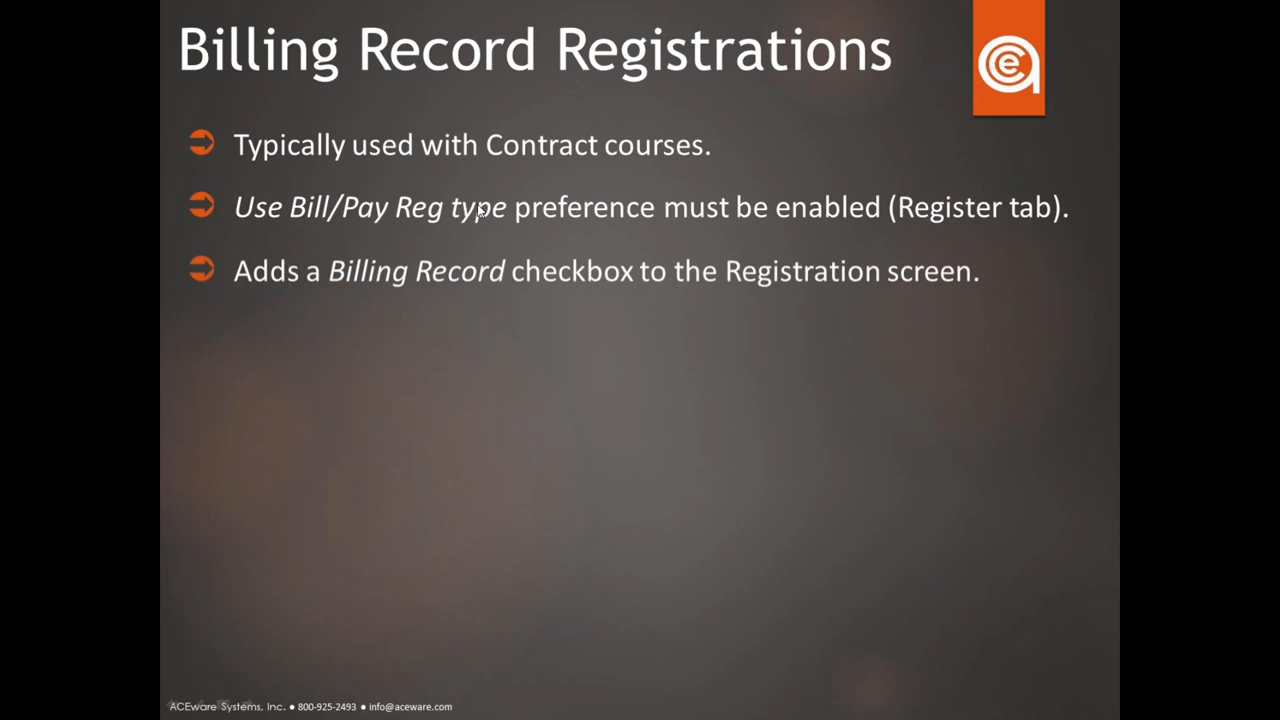 Billing Record Registrations
Typically used with Contract courses.
Use Bill/Pay Reg type preference must be enabled (Register tab).
Adds a Billing Record checkbox to the Registration screen.
ACEware Systems, Inc. ● 800-925-2493 ● info@aceware.com